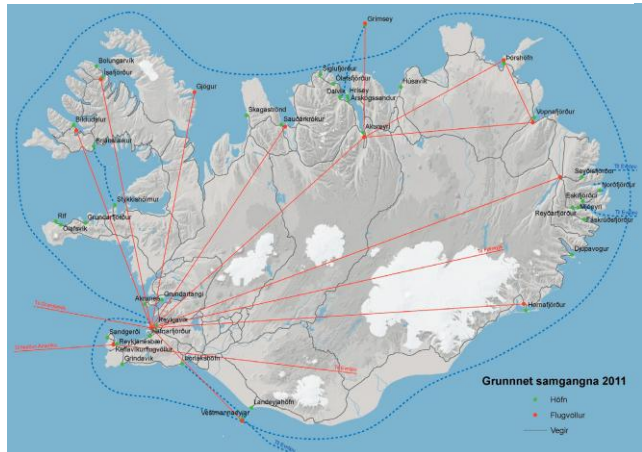 Grímsey
Bolungarvík
Ísafjörður
Siglufjörður
Ólafsfjörður
Þórshöfn
Gjögur
Dalvík
Hrísey
Árskógssandur
Húsavík
Skagaströnd
Sauðárkrókur
Vopnafjörður
Bíldudalur
Akureyri
Brjánslækur
Seyðisfjörður
Norðfjörður
Stykkishólmur
Eskifjörður
Mjóeyri
Rif
Grundarfjörður
Reyðarfjörður
Fáskrúðsfjörður
Ólafsvík
Djúpivogur
Akranes
Grundartangi
Hornafjörður
Reykjavík
Hafnarfjörður
Sandgerði
Reykjanesbær
Keflavíkurflugvöllur
Grindavík
Þorlákshöfn
Landeyjahöfn
Vestmannaeyjar
Grunnnet samgangna 2011
Höfn
Flugvöllur
Vegir